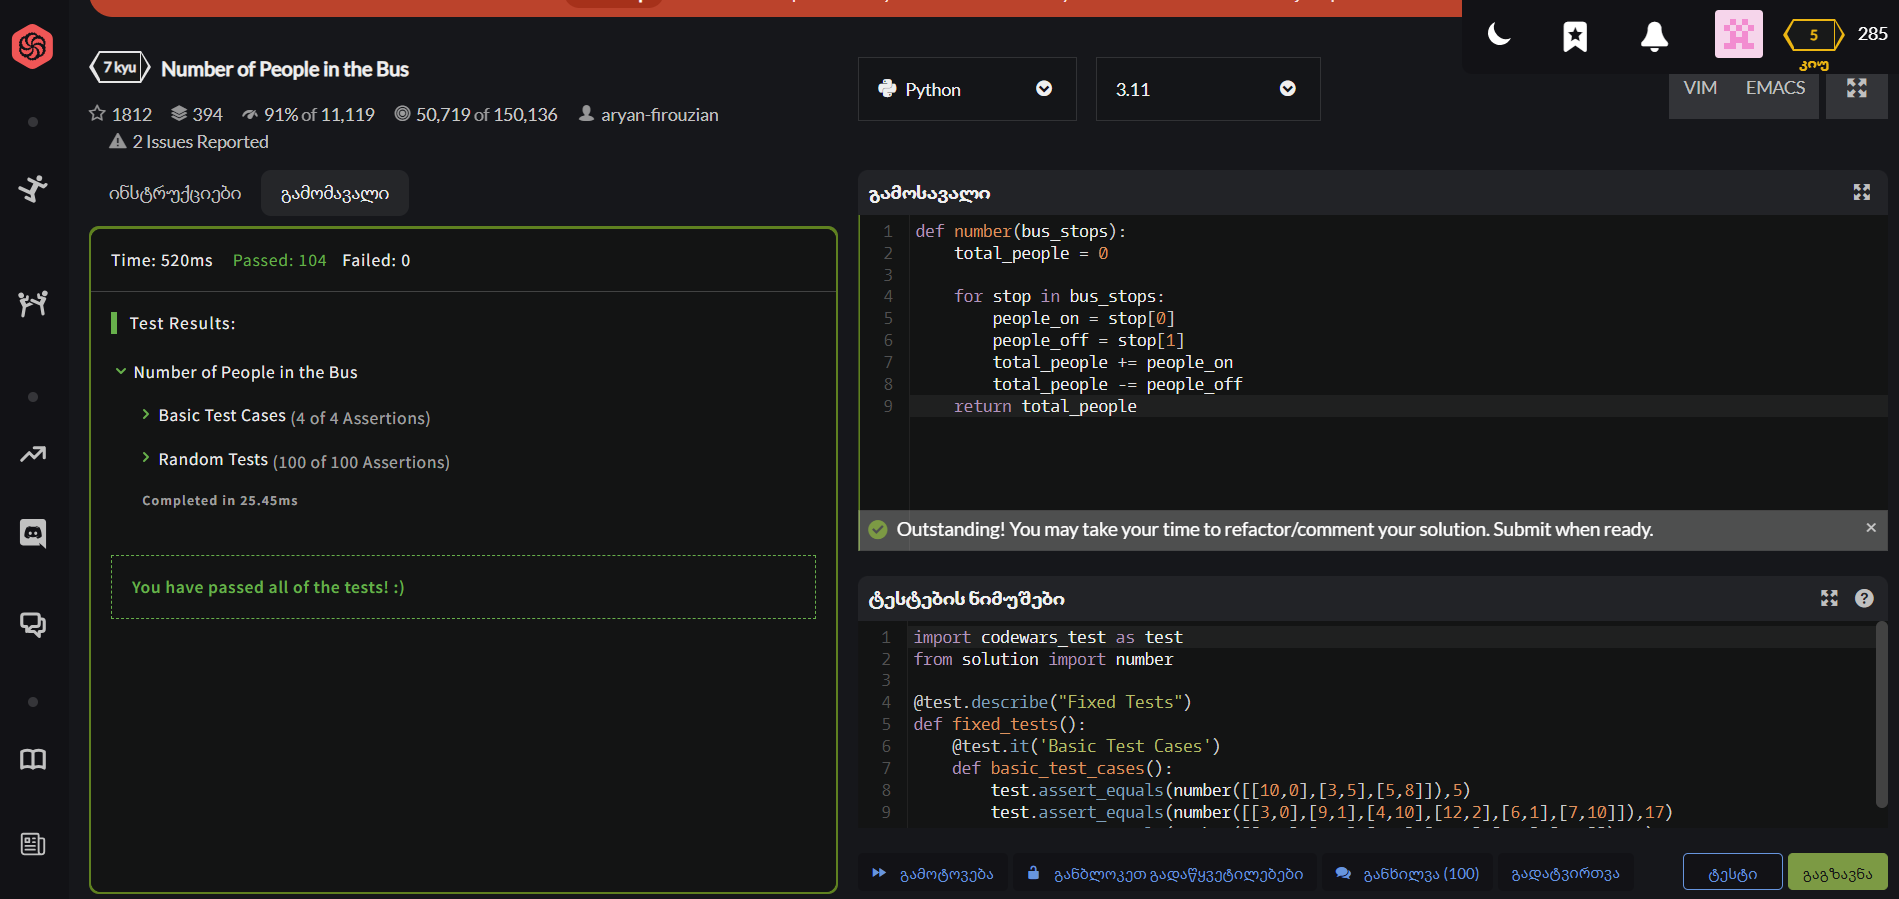 7 kyu
Number of People in the Bus
1812 394 91% of 11,119 50,719 of 150,136 aryan-firouzian
2 Issues Reported
Python
3.11
5
კიუ
285
VIM EMACS
ინსტრუქციები
გამომავალი
Time: 520ms Passed: 104 Failed: 0
Test Results:
Number of People in the Bus
Basic Test Cases (4 of 4 Assertions)
Random Tests (100 of 100 Assertions)
Completed in 25.45ms
You have passed all of the tests! :)
გამოსავალი
1 def number(bus_stops):
2     total_people = 0
3
4     for stop in bus_stops:
5         people_on = stop[0]
6         people_off = stop[1]
7         total_people += people_on
8         total_people -= people_off
9     return total_people
Outstanding! You may take your time to refactor/comment your solution. Submit when ready.
ტესტების ნიმუშები
1 import codewars_test as test
2 from solution import number
3
4 @test.describe("Fixed Tests")
5 def fixed_tests():
6     @test.it('Basic Test Cases')
7     def basic_test_cases():
8         test.assert_equals(number([[10,0],[3,5],[5,8]]),5)
9         test.assert_equals(number([[3,0],[9,1],[4,10],[12,2],[6,1],[7,10]]),17)
გამოტოვება
განბლოკეთ გადაწყვეტილებები
განხილვა (100)
გადატვირთვა
ტესტი
გაგზავნა